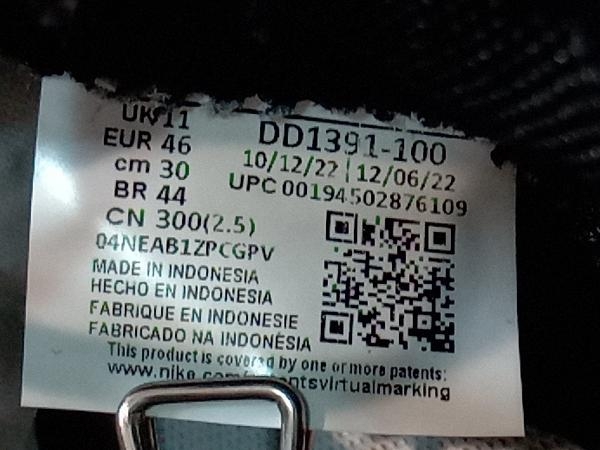 UK 11
EUR 46
cm 30
BR 44
CN 300(2.5)
04NEAB1ZPCGPV
DD1391-100
10/12/22 | 12/06/22
UPC 00194502876109
MADE IN INDONESIA
HECHO EN INDONESIA
FABRIQUE EN INDONESIE
FABRICADO NA INDONÉSIA
This product is covered by one or more patents:
www.nike.com/